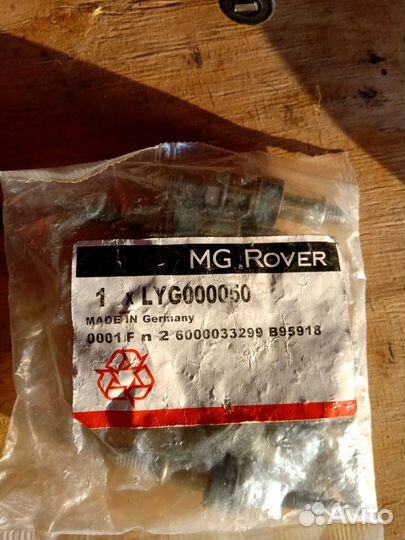 MG ROVER
1 x LYG000050
MADE IN Germany
0001 F n 2 6000033299 B95918
Avito